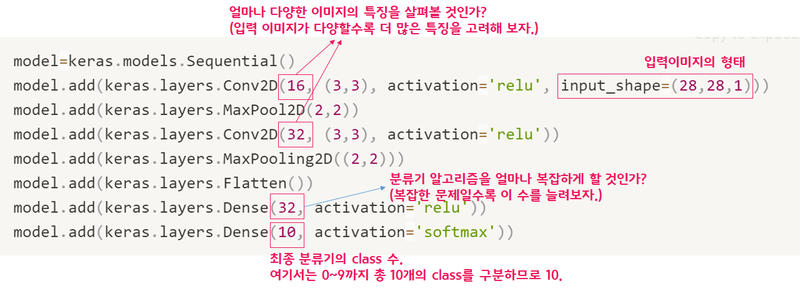 얼마나 다양한 이미지의 특징을 살펴볼 것인가?
(입력 이미지가 다양할수록 더 많은 특징을 고려해 보자.)
입력이미지의 형태
model=keras.models.Sequential()
model.add(keras.layers.Conv2D(16, (3,3), activation='relu', input_shape=(28,28,1)))
model.add(keras.layers.MaxPool2D(2,2))
model.add(keras.layers.Conv2D(32, (3,3), activation='relu'))
model.add(keras.layers.MaxPooling2D((2,2)))
model.add(keras.layers.Flatten())
분류기 알고리즘을 얼마나 복잡하게 할 것인가?
(복잡한 문제일수록 이 수를 늘려보자.)
model.add(keras.layers.Dense(32, activation='relu'))
model.add(keras.layers.Dense(10, activation='softmax'))
최종 분류기의 class 수.
여기서는 0~9까지 총 10개의 class를 구분하므로 10.